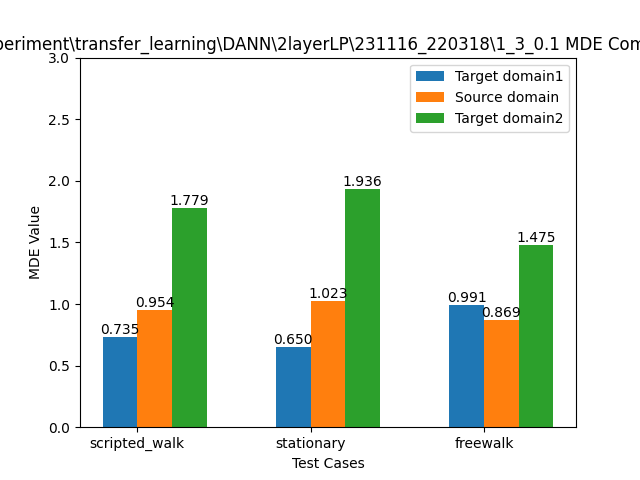 periment\transfer_learning\DANN\2layerLP\231116_220318\1_3_0.1 MDE Com
3.0
Target domain1
Source domain
Target domain2
2.5
2.0
1.936
1.779
MDE Value
1.5
1.475
1.0
0.735
0.954
0.650
1.023
0.991
0.869
0.5
0.0
scripted_walk
stationary
freewalk
Test Cases